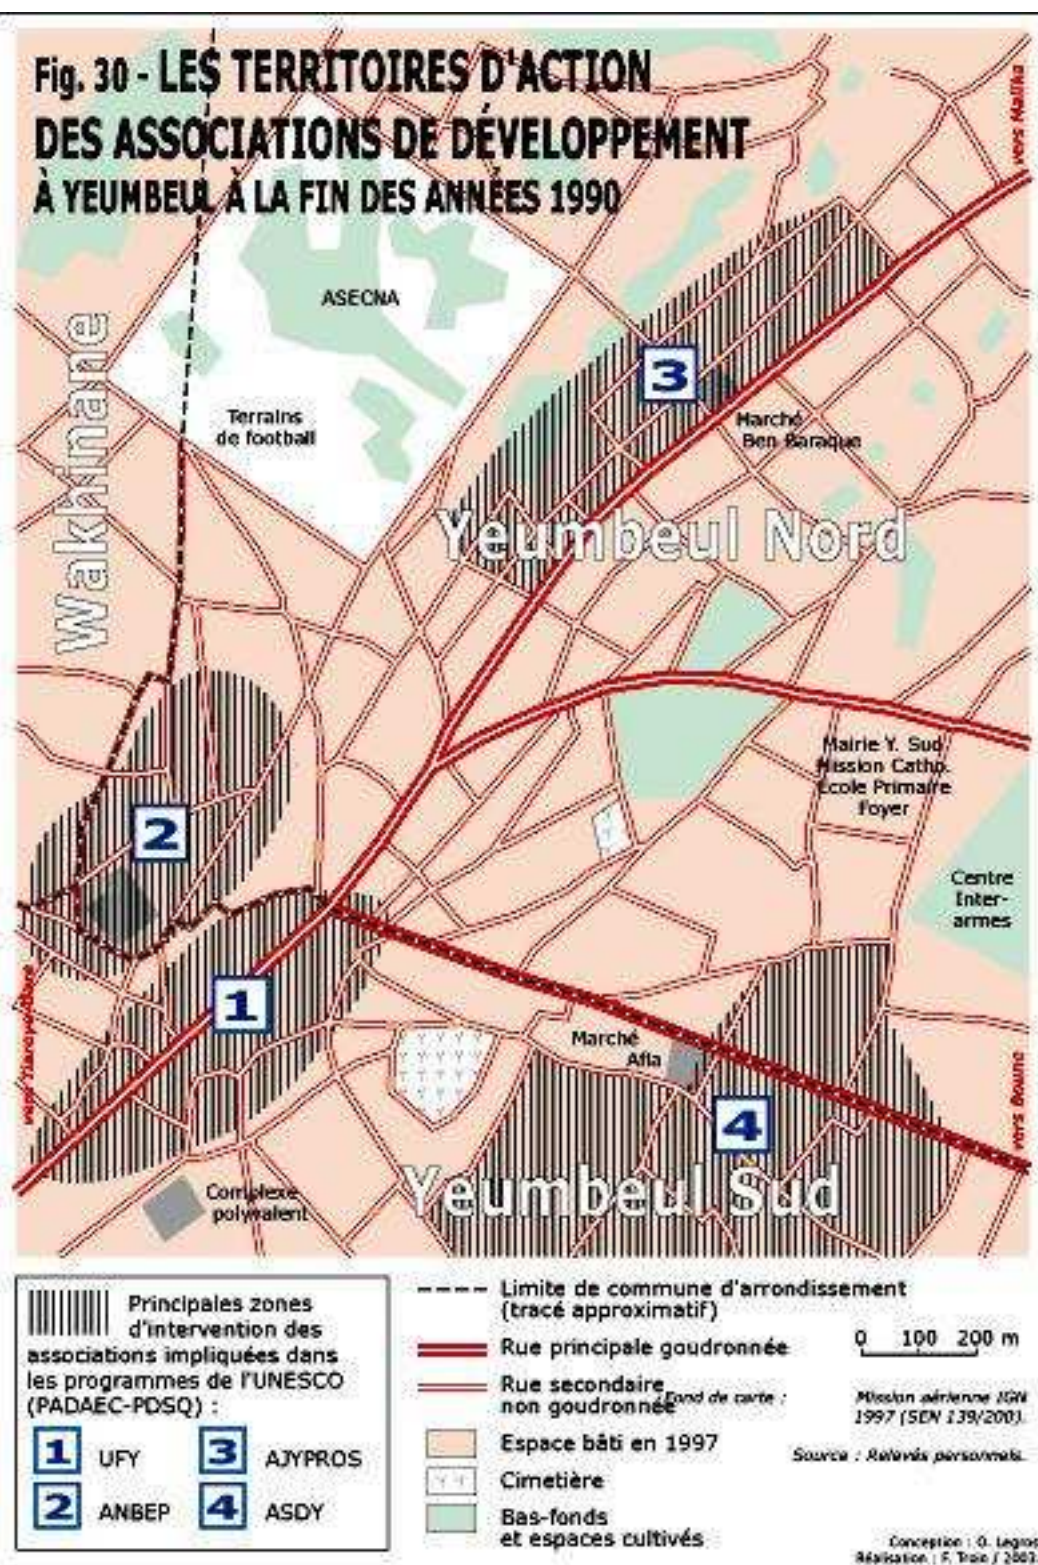 Fig. 30 - LES TERRITOIRES D'ACTION
DES ASSOCIATIONS DE DÉVELOPPEMENT
À YEUMBEUL À LA FIN DES ANNÉES 1990
vers Malika
ASECNA
Wakhinane
Terrains
de football
3
Marché
Ben Baraque
Yeumbeul Nord
Mairie Y. Sud
Mission Catho.
École Primaire
Foyer
2
Centre
Inter-
armes
1
vers Thiaroye
Marché
Afia
4
vers Boune
Yeumbeul Sud
Complexe
polyvalent
Principales zones
d'intervention des
associations impliquées dans
les programmes de l'UNESCO
(PADAEC-PDSQ) :
1 UFY
3 AJYPROS
2 ANBEP
4 ASDY
Limite de commune d'arrondissement
(tracé approximatif)
Rue principale goudronnée
Rue secondaire
non goudronnée
Espace bâti en 1997
Cimetière
Bas-fonds
et espaces cultivés
0 100 200 m
Fond de carte :
Mission aérienne IGN
1997 (SEN 139/200).
Source : Relevés personnels.
Conception : O. Legros
Réalisation : F. Troin / 2003